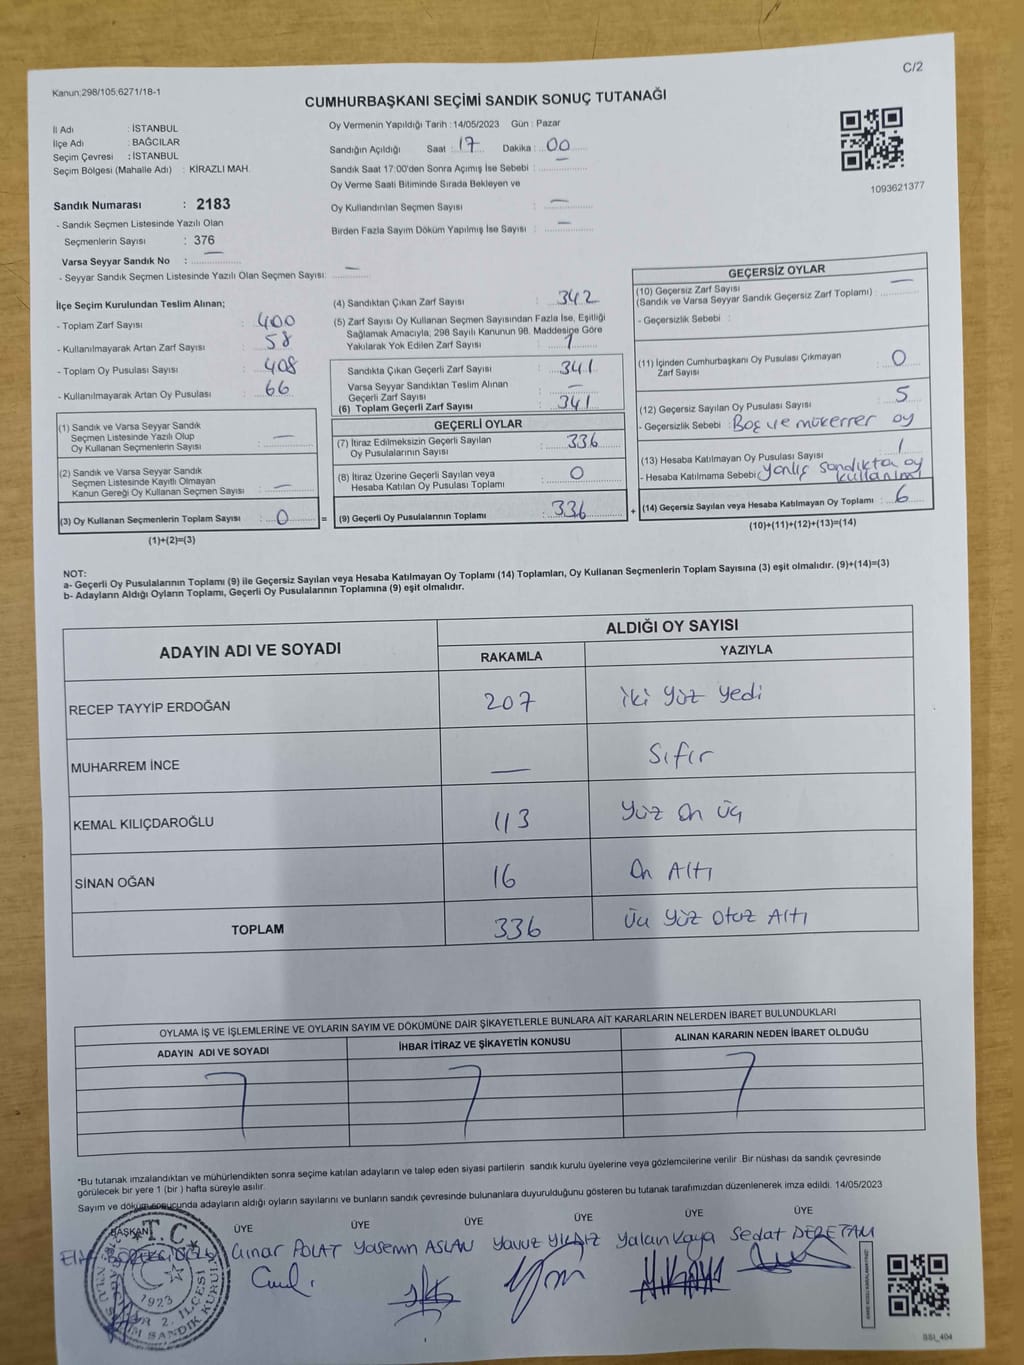 C/2
Kanun:298/105;6271/18-1
CUMHURBAŞKANI SEÇİMİ SANDIK SONUÇ TUTANAĞI
İl Adı : İSTANBUL
İlçe Adı : BAĞCILAR
Seçim Çevresi : İSTANBUL
Seçim Bölgesi (Mahalle Adı) : KİRAZLI MAH.
Oy Vermenin Yapıldığı Tarih : 14/05/2023 Gün : Pazar
Sandığın Açıldığı Saat : 17 Dakika : 00
Sandık Saat 17:00'den Sonra Açımış İse Sebebi : —
Oy Verme Saati Bitiminde Sırada Bekleyen ve
Oy Kullandırılan Seçmen Sayısı : —
Birden Fazla Sayım Döküm Yapılmış İse Sayısı : —
1093621377
Sandık Numarası : 2183
- Sandık Seçmen Listesinde Yazılı Olan
Seçmenlerin Sayısı : 376
Varsa Seyyar Sandık No : —
- Seyyar Sandık Seçmen Listesinde Yazılı Olan Seçmen Sayısı: —
İlçe Seçim Kurulundan Teslim Alınan;
- Toplam Zarf Sayısı : 400
- Kullanılmayarak Artan Zarf Sayısı : 58
- Toplam Oy Pusulası Sayısı : 408
- Kullanılmayarak Artan Oy Pusulası : 66
(1) Sandık ve Varsa Seyyar Sandık
Seçmen Listesinde Yazılı Olup
Oy Kullanan Seçmenlerin Sayısı : —
(2) Sandık ve Varsa Seyyar Sandık
Seçmen Listesinde Kayıtlı Olmayan
Kanun Gereği Oy Kullanan Seçmen Sayısı : —
(3) Oy Kullanan Seçmenlerin Toplam Sayısı : 0 =
(1)+(2)=(3)
(4) Sandıktan Çıkan Zarf Sayısı : 342
(5) Zarf Sayısı Oy Kullanan Seçmen Sayısından Fazla İse, Eşitliği
Sağlamak Amacıyla; 298 Sayılı Kanunun 98. Maddesine Göre
Yakılarak Yok Edilen Zarf Sayısı : 1
Sandıkta Çıkan Geçerli Zarf Sayısı : 341
Varsa Seyyar Sandıktan Teslim Alınan
Geçerli Zarf Sayısı : —
(6) Toplam Geçerli Zarf Sayısı : 341
GEÇERLİ OYLAR
(7) İtiraz Edilmeksizin Geçerli Sayılan
Oy Pusulalarının Sayısı : 336
(8) İtiraz Üzerine Geçerli Sayılan veya
Hesaba Katılan Oy Pusulası Toplamı : 0
(9) Geçerli Oy Pusulalarının Toplamı : 336 +
GEÇERSİZ OYLAR
(10) Geçersiz Zarf Sayısı —
(Sandık ve Varsa Seyyar Sandık Geçersiz Zarf Toplamı) :
- Geçersizlik Sebebi :
(11) İçinden Cumhurbaşkanı Oy Pusulası Çıkmayan
Zarf Sayısı : 0
(12) Geçersiz Sayılan Oy Pusulası Sayısı : 5
- Geçersizlik Sebebi : Boş ve mükerrer oy
(13) Hesaba Katılmayan Oy Pusulası Sayısı : 1
- Hesaba Katılmama Sebebi : Yanlış sandıkta oy
kullanımı
(14) Geçersiz Sayılan veya Hesaba Katılmayan Oy Toplamı : 6
(10)+(11)+(12)+(13)=(14)
NOT:
a- Geçerli Oy Pusulalarının Toplamı (9) ile Geçersiz Sayılan veya Hesaba Katılmayan Oy Toplamı (14) Toplamları, Oy Kullanan Seçmenlerin Toplam Sayısına (3) eşit olmalıdır. (9)+(14)=(3)
b- Adayların Aldığı Oyların Toplamı, Geçerli Oy Pusulalarının Toplamına (9) eşit olmalıdır.
ADAYIN ADI VE SOYADI
ALDIĞI OY SAYISI
RAKAMLA YAZIYLA
RECEP TAYYİP ERDOĞAN 207 iki yüz yedi
MUHARREM İNCE — Sıfır
KEMAL KILIÇDAROĞLU 113 Yüz on üç
SİNAN OĞAN 16 On Altı
TOPLAM 336 Üç Yüz Otuz Altı
OYLAMA İŞ VE İŞLEMLERİNE VE OYLARIN SAYIM VE DÖKÜMÜNE DAİR ŞİKAYETLERLE BUNLARA AİT KARARLARIN NELERDEN İBARET BULUNDUKLARI
ADAYIN ADI VE SOYADI İHBAR İTİRAZ VE ŞİKAYETİN KONUSU ALINAN KARARIN NEDEN İBARET OLDUĞU
*Bu tutanak imzalandıktan ve mühürlendikten sonra seçime katılan adayların ve talep eden siyasi partilerin sandık kurulu üyelerine veya gözlemcilerine verilir .Bir nüshası da sandık çevresinde
görülecek bir yere 1 (bir ) hafta süreyle asılır.
Sayım ve döküm sonucunda adayların aldığı oyların sayılarını ve bunların sandık çevresinde bulunanlara duyurulduğunu gösteren bu tutanak tarafımızdan düzenlenerek imza edildi. 14/05/2023
BAŞKAN ÜYE ÜYE ÜYE ÜYE ÜYE ÜYE
Çınar POLAT Yasemin ASLAN Yavuz YILDIZ Yalçın Kaya Sedat DERETAM
T.C.
1923
SSI_404